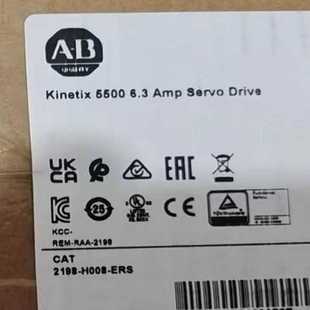 A-B
QUALITY
Kinetix 5500 6.3 Amp Servo Drive
UK
CA
EAC
25
KCC-
REM-RAA-2198
CAT
2198-H008-ERS